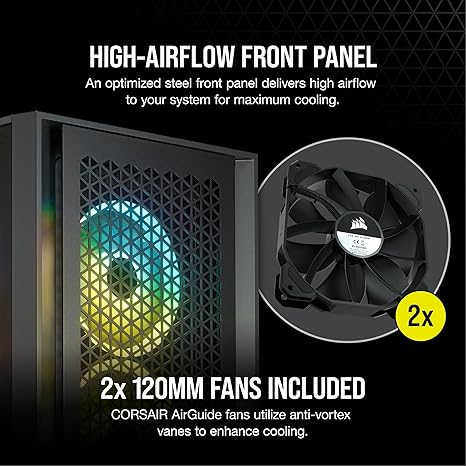 HIGH-AIRFLOW FRONT PANEL
An optimized steel front panel delivers high airflow
to your system for maximum cooling.
2x
2x 120MM FANS INCLUDED
CORSAIR AirGuide fans utilize anti-vortex
vanes to enhance cooling.